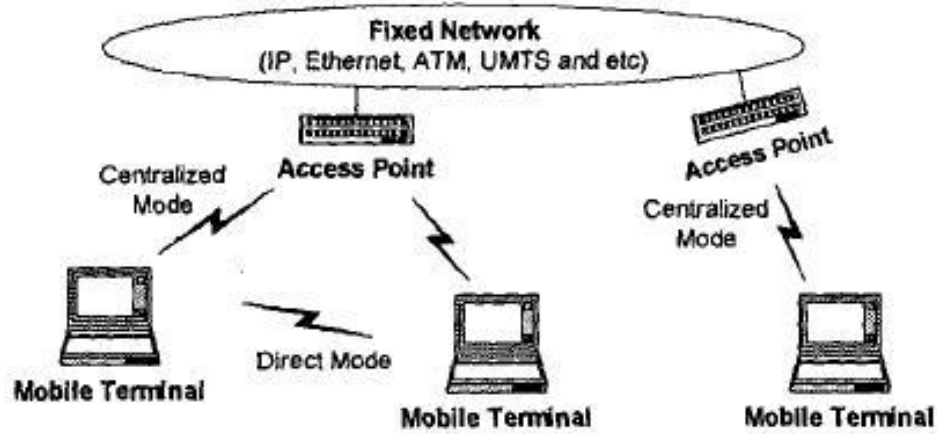 Fixed Network
(IP, Ethernet, ATM, UMTS and etc)
Access Point
Access Point
Centralized
Mode
Centralized
Mode
Direct Mode
Mobile Terminal
Mobile Terminal
Mobile Terminal